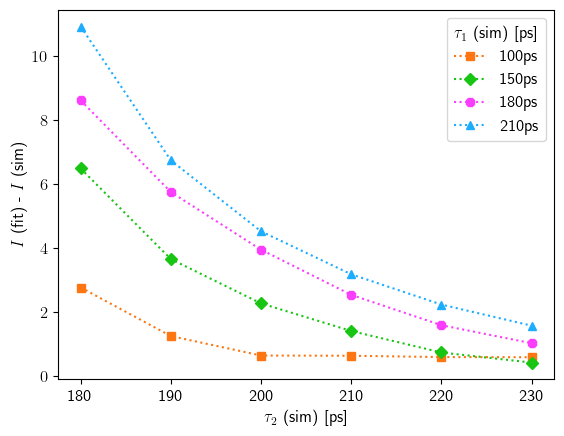 τ₁ (sim) [ps]
100ps
150ps
180ps
210ps
I (fit) - I (sim)
10
8
6
4
2
0
180 190 200 210 220 230
τ₂ (sim) [ps]